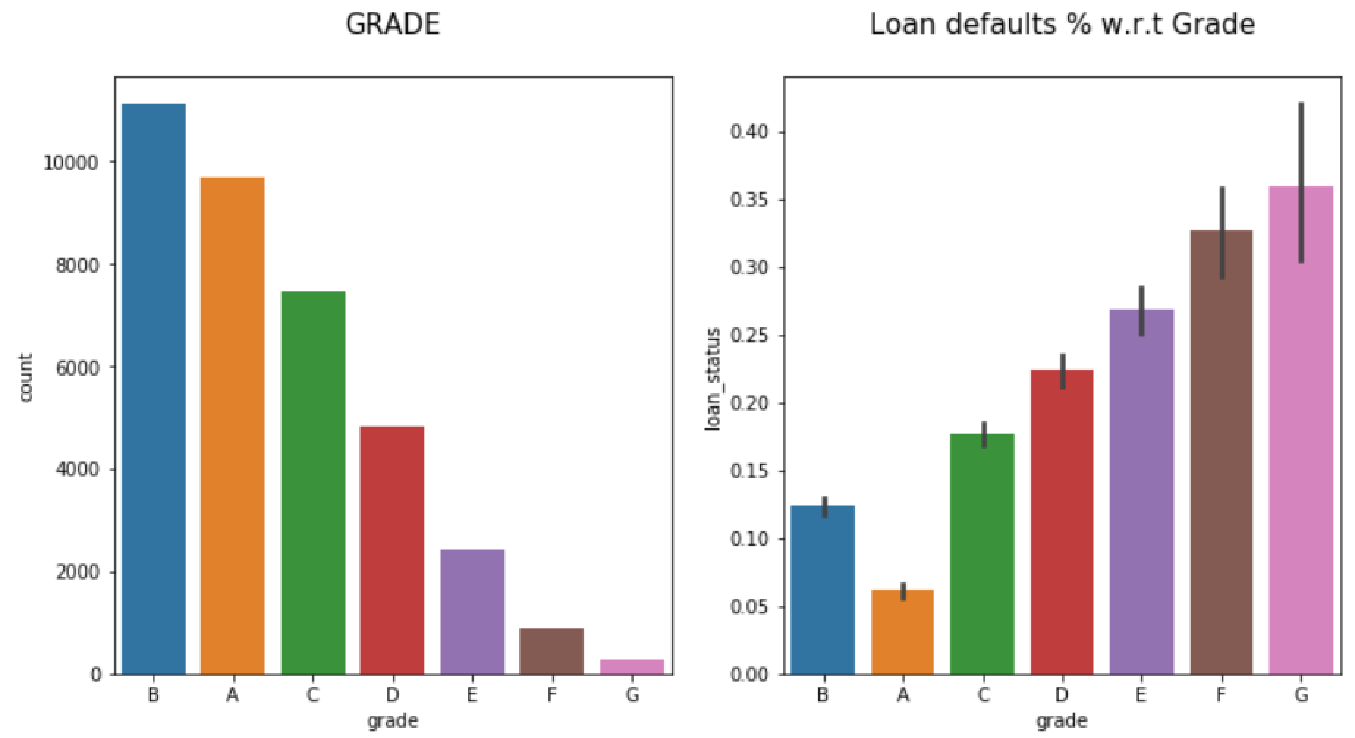 GRADE
10000
8000
6000
4000
2000
0
count
B A C D E F G
grade
Loan defaults % w.r.t Grade
0.40
0.35
0.30
0.25
0.20
0.15
0.10
0.05
0.00
loan_status
B A C D E F G
grade